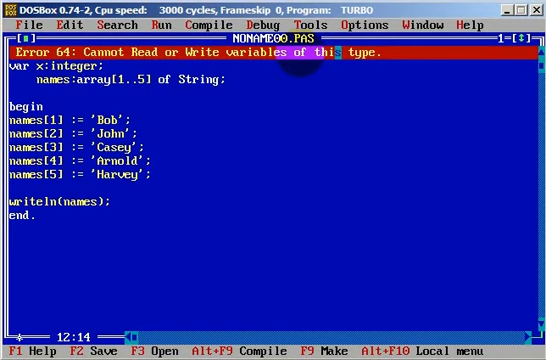 DOSBox 0.74-2, Cpu speed: 3000 cycles, Frameskip 0, Program: TURBO
File Edit Search Run Compile Debug Tools Options Window Help
NONAME00.PAS 1=[↕]
Error 64: Cannot Read or Write variables of this type.
var x:integer;
names:array[1..5] of String;
begin
names[1] := 'Bob';
names[2] := 'John';
names[3] := 'Casey';
names[4] := 'Arnold';
names[5] := 'Harvey';
writeln(names);
end.
12:14
F1 Help F2 Save F3 Open Alt+F9 Compile F9 Make Alt+F10 Local menu